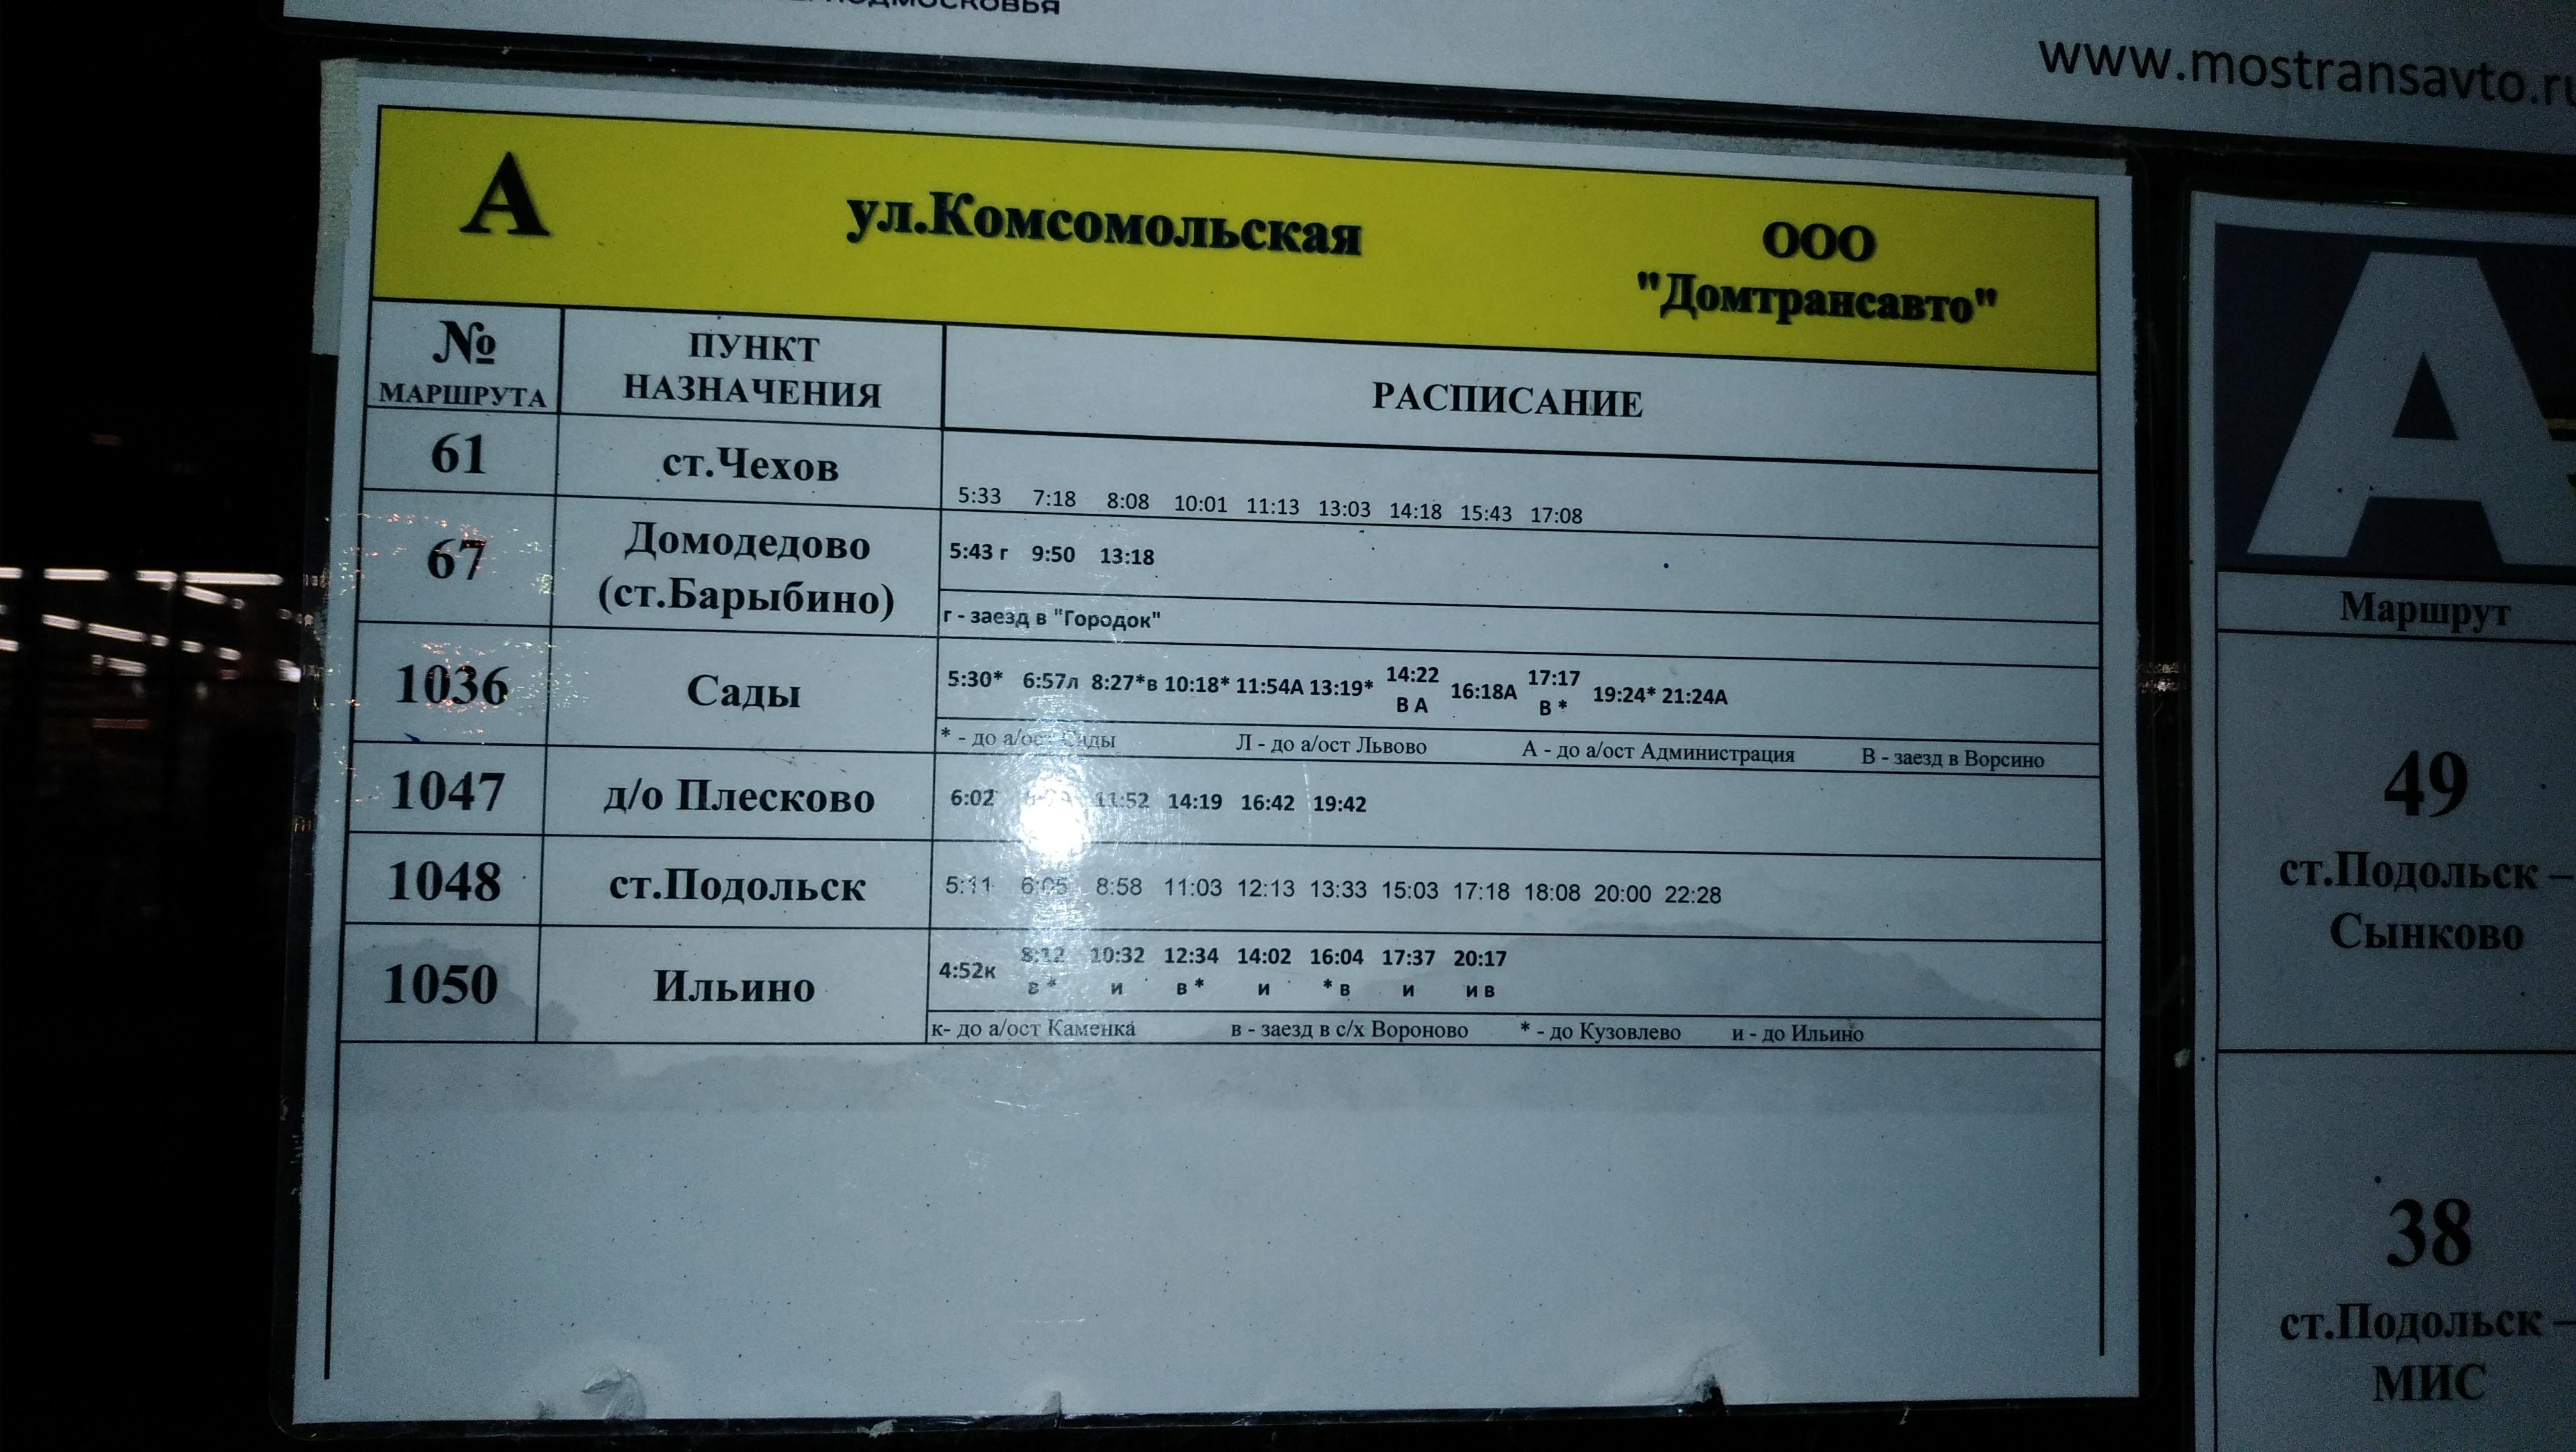 www.mostransavto.ru
А
ул.Комсомольская
ООО
"Домтрансавто"
№
МАРШРУТА
ПУНКТ
НАЗНАЧЕНИЯ
РАСПИСАНИЕ
61
ст.Чехов
5:33 7:18 8:08 10:01 11:13 13:03 14:18 15:43 17:08
67
Домодедово
(ст.Барыбино)
5:43 г 9:50 13:18
г - заезд в "Городок"
1036
Сады
5:30* 6:57л 8:27*в 10:18* 11:54А 13:19* 14:22 16:18А 17:17 19:24* 21:24А
В А В *
* - до а/ост Сады Л - до а/ост Львово А - до а/ост Администрация В - заезд в Ворсино
1047
д/о Плесково
6:02 11:52 14:19 16:42 19:42
1048
ст.Подольск
5:11 6:05 8:58 11:03 12:13 13:33 15:03 17:18 18:08 20:00 22:28
1050
Ильино
4:52к 8:12 10:32 12:34 14:02 16:04 17:37 20:17
в * и в * и * в и и в
к- до а/ост Каменка в - заезд в с/х Вороново * - до Кузовлево и - до Ильино
А
Маршрут
49
ст.Подольск –
Сынково
38
ст.Подольск –
МИС